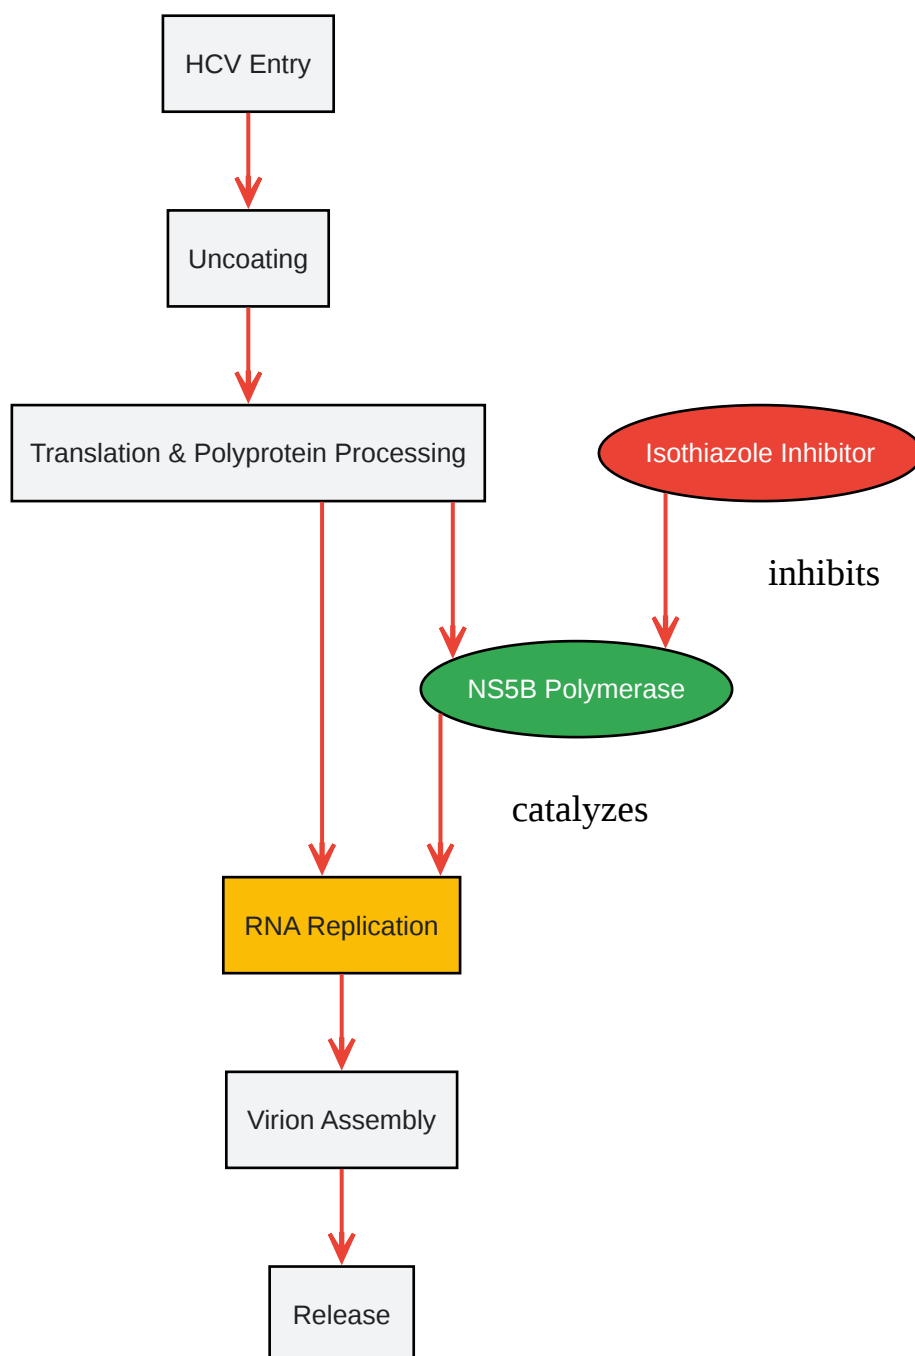 HCV Entry
Uncoating
Translation & Polyprotein Processing
Isothiazole Inhibitor
inhibits
NS5B Polymerase
catalyzes
RNA Replication
Virion Assembly
Release